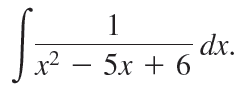 ∫ 1/(x² − 5x + 6) dx.